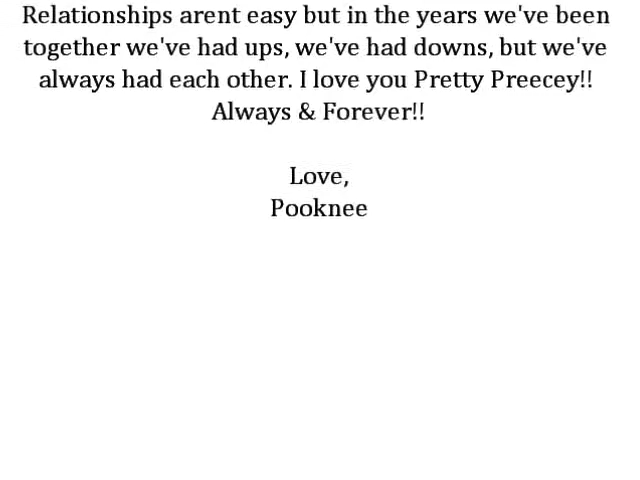 Relationships arent easy but in the years we've been
together we've had ups, we've had downs, but we've
always had each other. I love you Pretty Preecey!!
Always & Forever!!
Love,
Pooknee